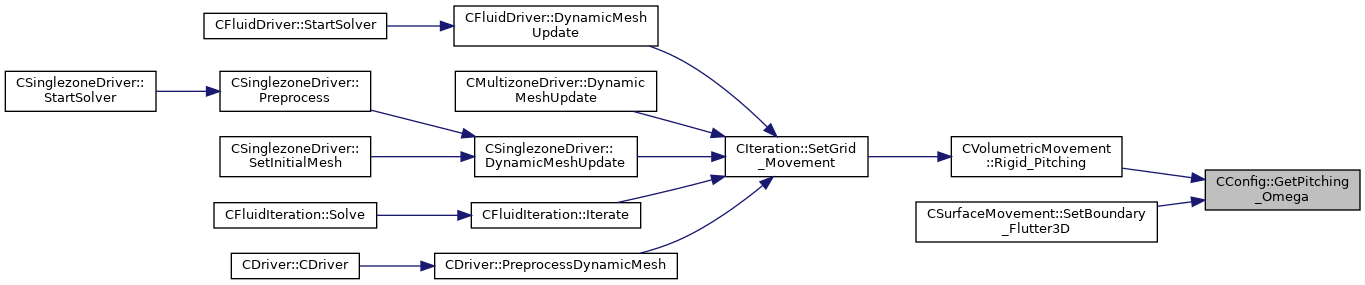 CFluidDriver::StartSolver
CFluidDriver::DynamicMesh
Update
CSinglezoneDriver::
StartSolver
CSinglezoneDriver::
Preprocess
CMultizoneDriver::Dynamic
MeshUpdate
CSinglezoneDriver::
SetInitialMesh
CSinglezoneDriver::
DynamicMeshUpdate
CIteration::SetGrid
_Movement
CVolumetricMovement
::Rigid_Pitching
CConfig::GetPitching
_Omega
CFluidIteration::Solve
CFluidIteration::Iterate
CSurfaceMovement::SetBoundary
_Flutter3D
CDriver::CDriver
CDriver::PreprocessDynamicMesh